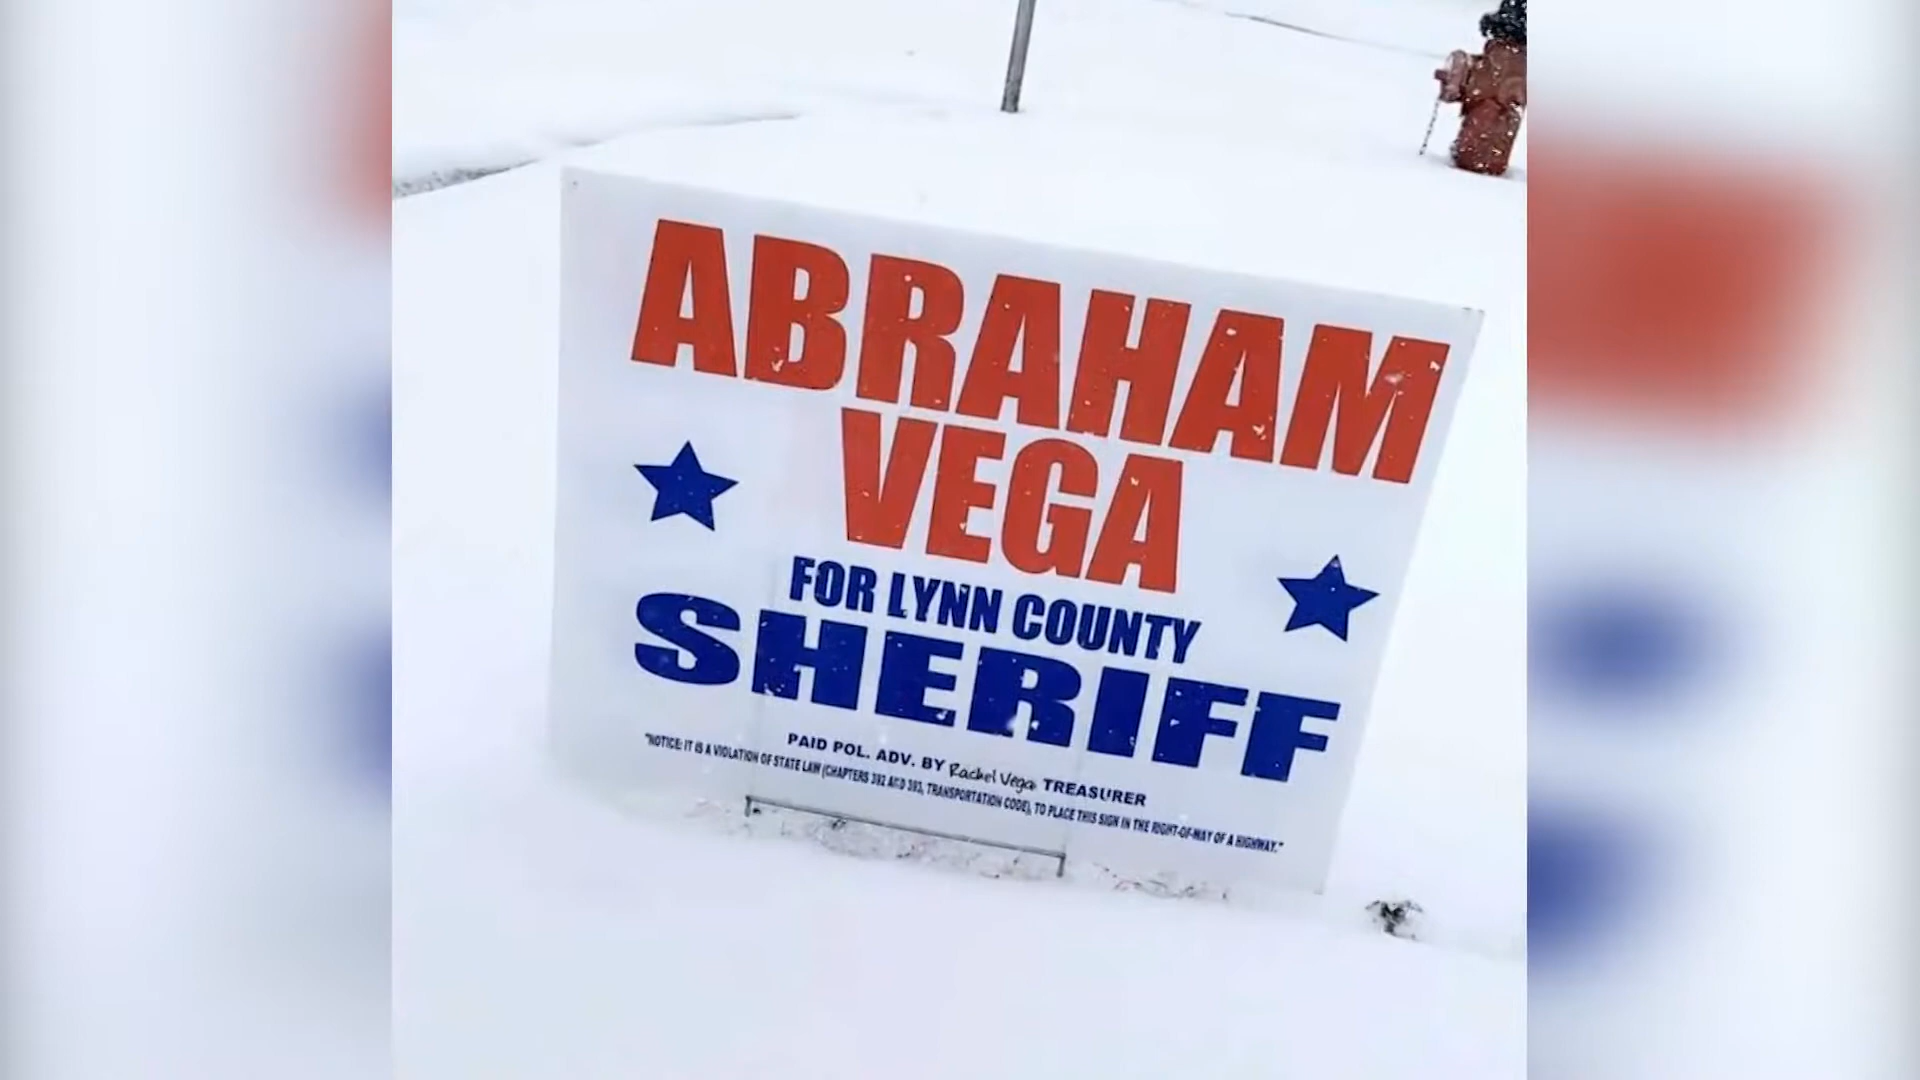 ABRAHAM
VEGA
FOR LYNN COUNTY
SHERIFF
PAID POL. ADV. BY Rachel Vega TREASURER
"NOTICE: IT IS A VIOLATION OF STATE LAW (CHAPTERS 392 AND 393, TRANSPORTATION CODE), TO PLACE THIS SIGN IN THE RIGHT-OF-WAY OF A HIGHWAY."